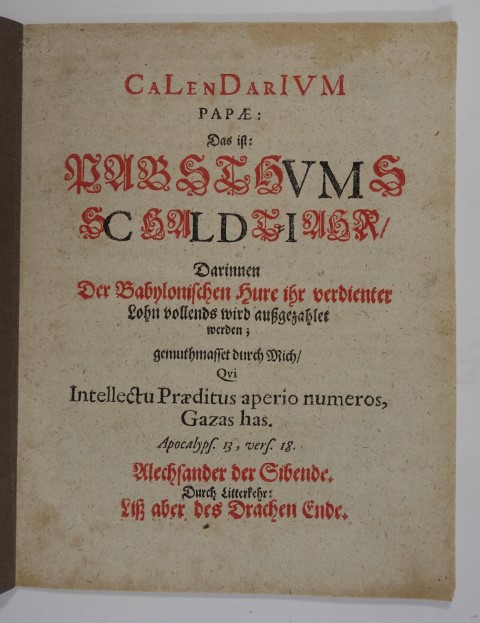 CaLenDarIVM
PAPÆ:
Das ist:
PABSTHVMS
SCHALDTIAHR/
Darinnen
Der Babylonischen Hure ihr verdienter
Lohn vollends wird außgezahlet
werden;
gemuthmasset durch Mich/
Qvi
Intellectu Præditus aperio numeros,
Gazas has.
Apocalyps. 13, vers. 18.
Alechsander der Sibende.
Durch Litterkehr:
Liß aber des Drachen Ende.